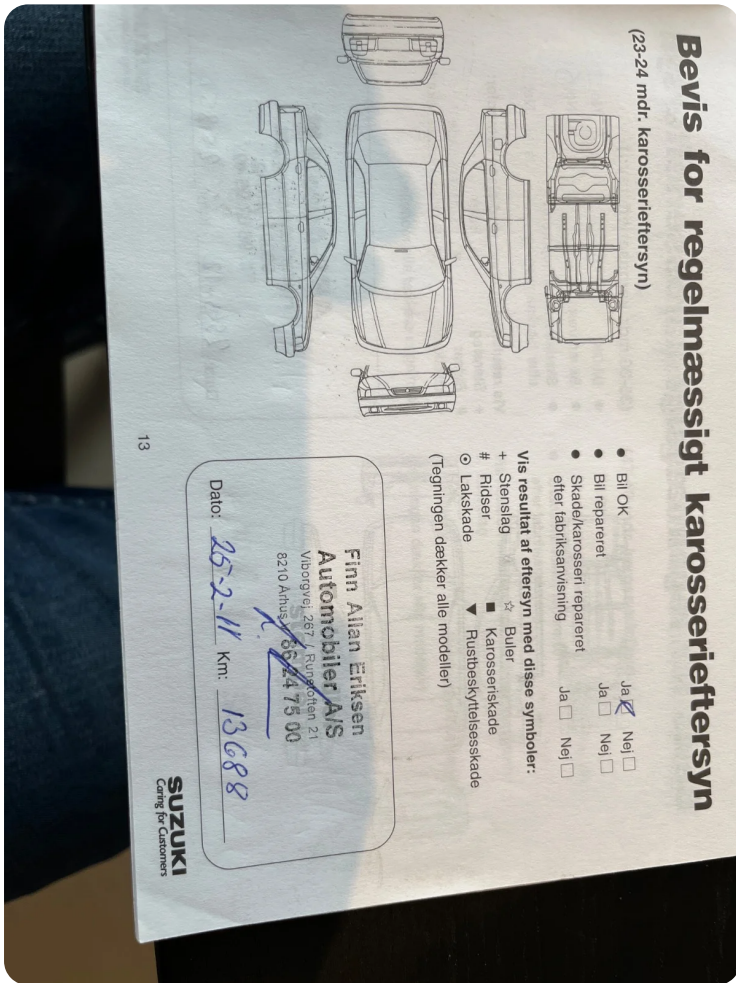 Bevis for regelmæssigt karosserieftersyn
(23-24 mdr. karosserieftersyn)
● Bil OK Ja ☑ Nej ☐
● Bil repareret Ja ☐ Nej ☐
● Skade/karosseri repareret
efter fabriksanvisning Ja ☐ Nej ☐
Vis resultat af eftersyn med disse symboler:
+ Stenslag ☆ Buler
# Ridser ■ Karosseriskade
⊙ Lakskade ▼ Rustbeskyttelsesskade
(Tegningen dækker alle modeller)
Finn Allan Eriksen
Automobiler A/S
Viborgvej 267 / Runetoften 21
8210 Århus V 86 24 75 00
Dato: 25-2-11 Km: 13688
SUZUKI
Caring for Customers
13